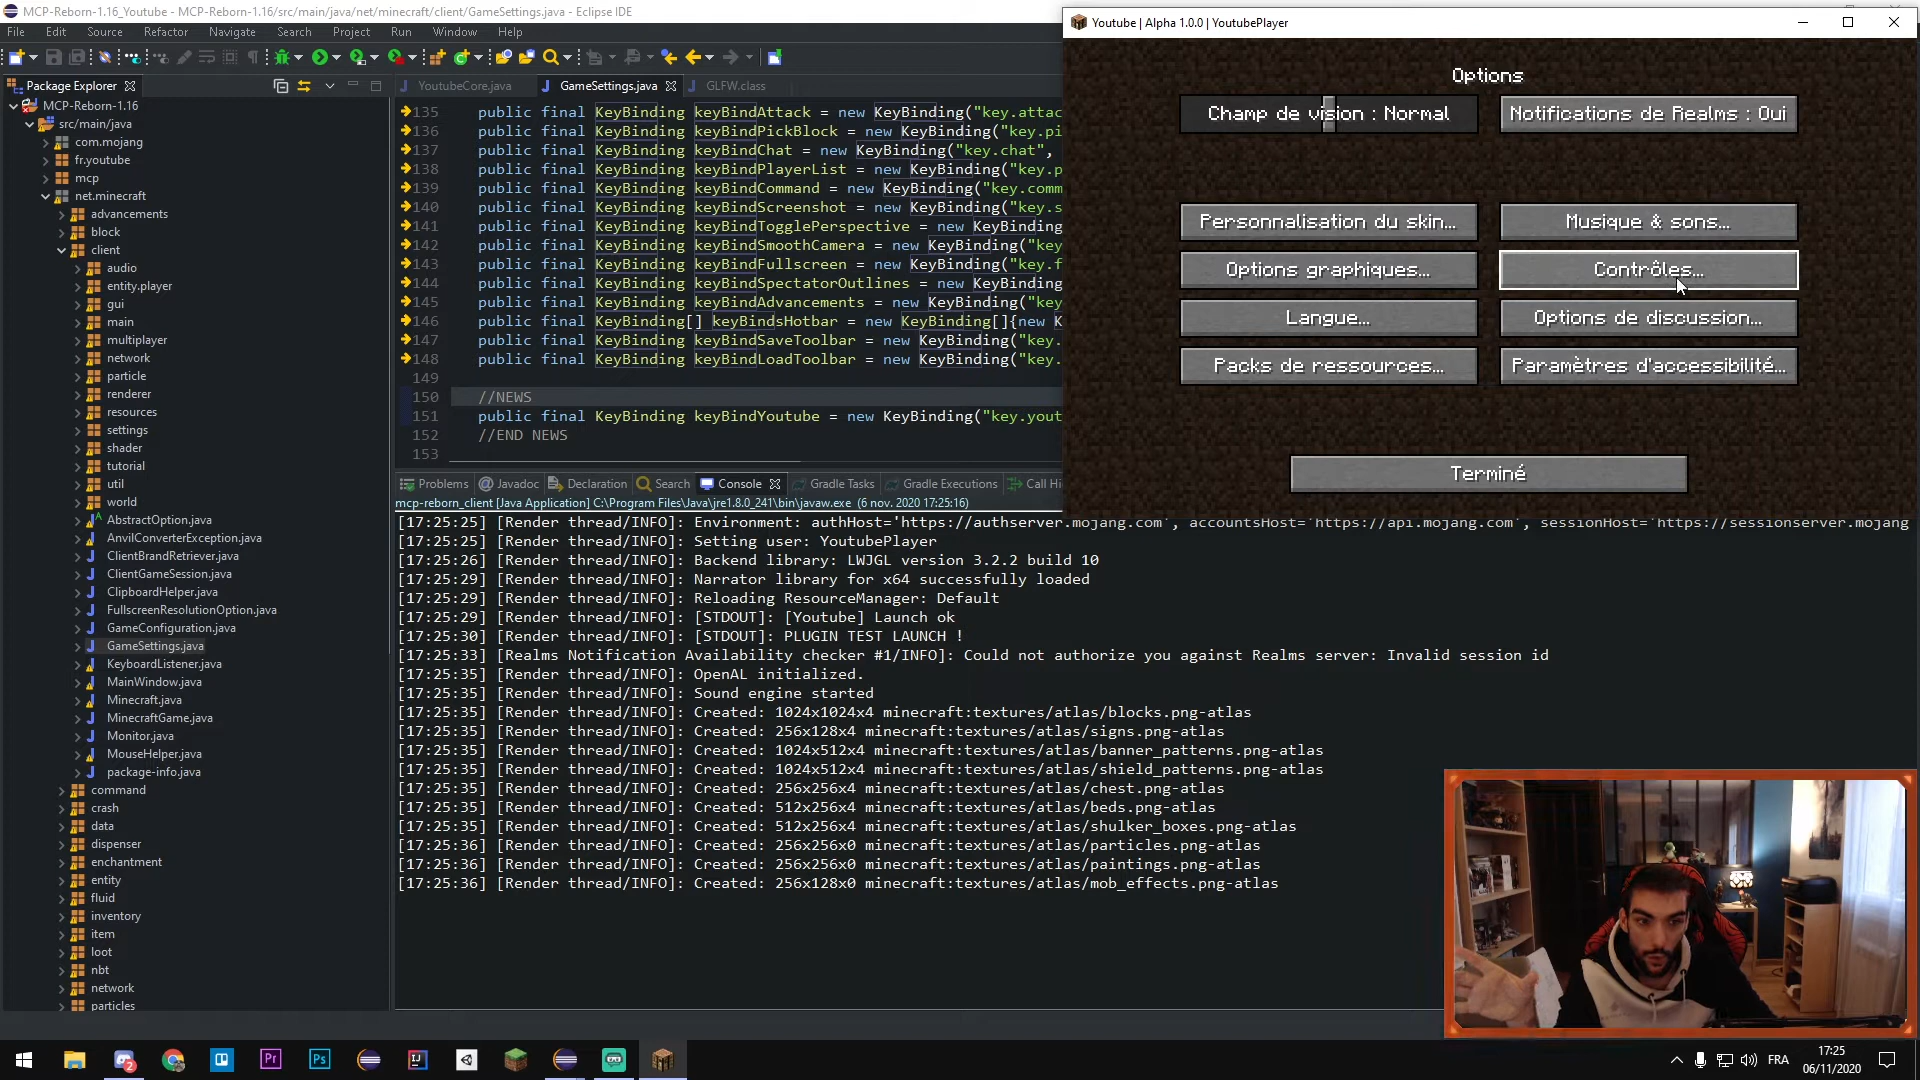 MCP-Reborn-1.16_Youtube - MCP-Reborn-1.16/src/main/java/net/minecraft/client/GameSettings.java - Eclipse IDE
File Edit Source Refactor Navigate Search Project Run Window Help
Package Explorer
MCP-Reborn-1.16
src/main/java
com.mojang
fr.youtube
mcp
net.minecraft
advancements
block
client
audio
entity.player
gui
main
multiplayer
network
particle
renderer
resources
settings
shader
tutorial
util
world
AbstractOption.java
AnvilConverterException.java
ClientBrandRetriever.java
ClientGameSession.java
ClipboardHelper.java
FullscreenResolutionOption.java
GameConfiguration.java
GameSettings.java
KeyboardListener.java
MainWindow.java
Minecraft.java
MinecraftGame.java
Monitor.java
MouseHelper.java
package-info.java
command
crash
data
dispenser
enchantment
entity
fluid
inventory
item
loot
nbt
network
particles
YoutubeCore.java GameSettings.java GLFW.class
135 public final KeyBinding keyBindAttack = new KeyBinding("key.attac
136 public final KeyBinding keyBindPickBlock = new KeyBinding("key.pi
137 public final KeyBinding keyBindChat = new KeyBinding("key.chat",
138 public final KeyBinding keyBindPlayerList = new KeyBinding("key.p
139 public final KeyBinding keyBindCommand = new KeyBinding("key.comm
140 public final KeyBinding keyBindScreenshot = new KeyBinding("key.s
141 public final KeyBinding keyBindTogglePerspective = new KeyBinding
142 public final KeyBinding keyBindSmoothCamera = new KeyBinding("key
143 public final KeyBinding keyBindFullscreen = new KeyBinding("key.f
144 public final KeyBinding keyBindSpectatorOutlines = new KeyBinding
145 public final KeyBinding keyBindAdvancements = new KeyBinding("key
146 public final KeyBinding[] keyBindsHotbar = new KeyBinding[]{new K
147 public final KeyBinding keyBindSaveToolbar = new KeyBinding("key.
148 public final KeyBinding keyBindLoadToolbar = new KeyBinding("key.
149
150 //NEWS
151 public final KeyBinding keyBindYoutube = new KeyBinding("key.yout
152 //END NEWS
153
Problems Javadoc Declaration Search Console Gradle Tasks Gradle Executions Call Hi
mcp-reborn_client [Java Application] C:\Program Files\Java\jre1.8.0_241\bin\javaw.exe (6 nov. 2020 17:25:16)
[17:25:25] [Render thread/INFO]: Environment: authHost='https://authserver.mojang.com', accountsHost='https://api.mojang.com', sessionHost='https://sessionserver.mojang
[17:25:25] [Render thread/INFO]: Setting user: YoutubePlayer
[17:25:26] [Render thread/INFO]: Backend library: LWJGL version 3.2.2 build 10
[17:25:29] [Render thread/INFO]: Narrator library for x64 successfully loaded
[17:25:29] [Render thread/INFO]: Reloading ResourceManager: Default
[17:25:29] [Render thread/INFO]: [STDOUT]: [Youtube] Launch ok
[17:25:30] [Render thread/INFO]: [STDOUT]: PLUGIN TEST LAUNCH !
[17:25:33] [Realms Notification Availability checker #1/INFO]: Could not authorize you against Realms server: Invalid session id
[17:25:35] [Render thread/INFO]: OpenAL initialized.
[17:25:35] [Render thread/INFO]: Sound engine started
[17:25:35] [Render thread/INFO]: Created: 1024x1024x4 minecraft:textures/atlas/blocks.png-atlas
[17:25:35] [Render thread/INFO]: Created: 256x128x4 minecraft:textures/atlas/signs.png-atlas
[17:25:35] [Render thread/INFO]: Created: 1024x512x4 minecraft:textures/atlas/banner_patterns.png-atlas
[17:25:35] [Render thread/INFO]: Created: 1024x512x4 minecraft:textures/atlas/shield_patterns.png-atlas
[17:25:35] [Render thread/INFO]: Created: 256x256x4 minecraft:textures/atlas/chest.png-atlas
[17:25:35] [Render thread/INFO]: Created: 512x256x4 minecraft:textures/atlas/beds.png-atlas
[17:25:35] [Render thread/INFO]: Created: 512x256x4 minecraft:textures/atlas/shulker_boxes.png-atlas
[17:25:36] [Render thread/INFO]: Created: 256x256x0 minecraft:textures/atlas/particles.png-atlas
[17:25:36] [Render thread/INFO]: Created: 256x256x0 minecraft:textures/atlas/paintings.png-atlas
[17:25:36] [Render thread/INFO]: Created: 256x128x0 minecraft:textures/atlas/mob_effects.png-atlas
Youtube | Alpha 1.0.0 | YoutubePlayer
Options
Champ de vision : Normal Notifications de Realms : Oui
Personnalisation du skin... Musique & sons...
Options graphiques... Contrôles...
Langue... Options de discussion...
Packs de ressources... Paramètres d'accessibilité...
Terminé
2 Pr Ps
FRA
17:25
06/11/2020